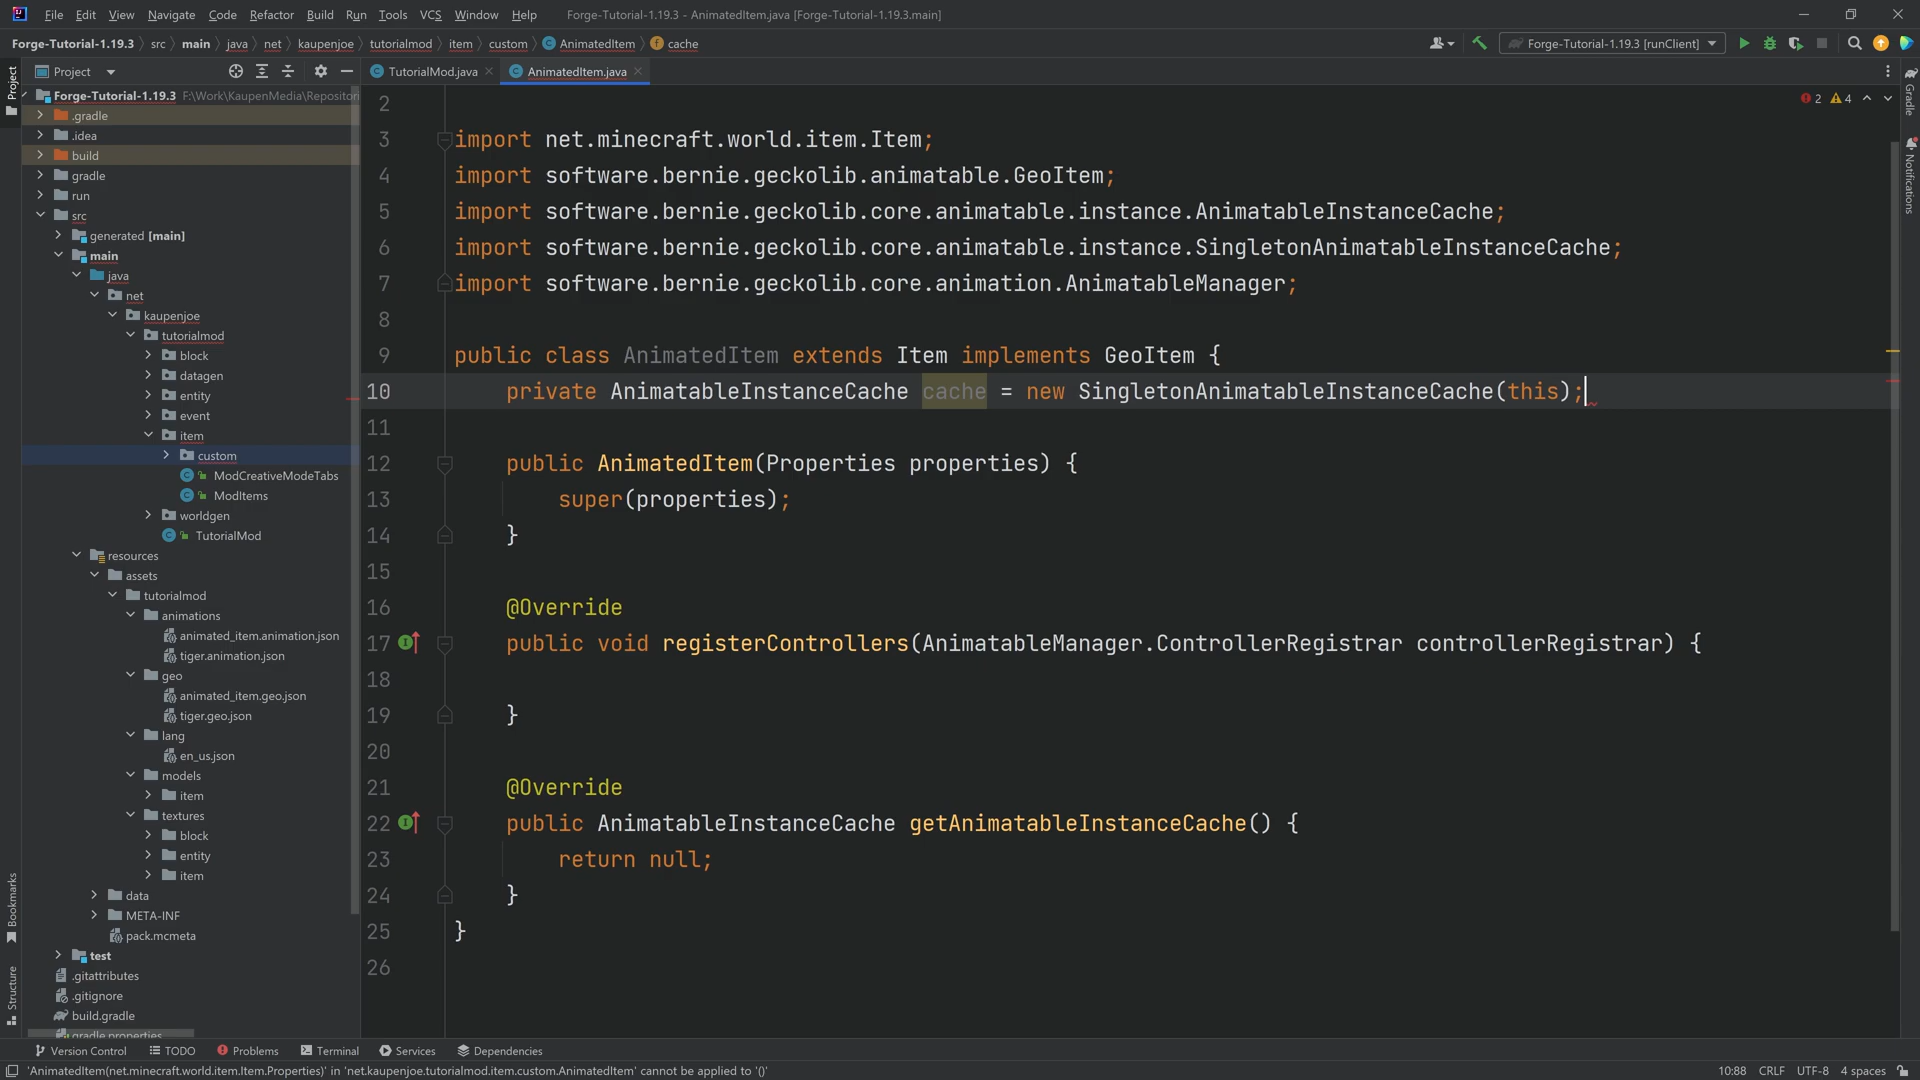 File Edit View Navigate Code Refactor Build Run Tools VCS Window Help Forge-Tutorial-1.19.3 - AnimatedItem.java [Forge-Tutorial-1.19.3.main]
Forge-Tutorial-1.19.3 src main java net kaupenjoe tutorialmod item custom AnimatedItem cache Forge-Tutorial-1.19.3 [runClient]
Project TutorialMod.java AnimatedItem.java
Project
Bookmarks
Structure
Gradle
Notifications
Forge-Tutorial-1.19.3 F:\Work\KaupenMedia\Repositori
.gradle
.idea
build
gradle
run
src
generated [main]
main
java
net
kaupenjoe
tutorialmod
block
datagen
entity
event
item
custom
ModCreativeModeTabs
ModItems
worldgen
TutorialMod
resources
assets
tutorialmod
animations
animated_item.animation.json
tiger.animation.json
geo
animated_item.geo.json
tiger.geo.json
lang
en_us.json
models
item
textures
block
entity
item
data
META-INF
pack.mcmeta
test
.gitattributes
.gitignore
build.gradle
gradle.properties
2 4
2
3 import net.minecraft.world.item.Item;
4 import software.bernie.geckolib.animatable.GeoItem;
5 import software.bernie.geckolib.core.animatable.instance.AnimatableInstanceCache;
6 import software.bernie.geckolib.core.animatable.instance.SingletonAnimatableInstanceCache;
7 import software.bernie.geckolib.core.animation.AnimatableManager;
8
9 public class AnimatedItem extends Item implements GeoItem {
10 private AnimatableInstanceCache cache = new SingletonAnimatableInstanceCache(this);
11
12 public AnimatedItem(Properties properties) {
13 super(properties);
14 }
15
16 @Override
17 public void registerControllers(AnimatableManager.ControllerRegistrar controllerRegistrar) {
18
19 }
20
21 @Override
22 public AnimatableInstanceCache getAnimatableInstanceCache() {
23 return null;
24 }
25 }
26
Version Control TODO Problems Terminal Services Dependencies
'AnimatedItem(net.minecraft.world.item.Item.Properties)' in 'net.kaupenjoe.tutorialmod.item.custom.AnimatedItem' cannot be applied to '()' 10:88 CRLF UTF-8 4 spaces